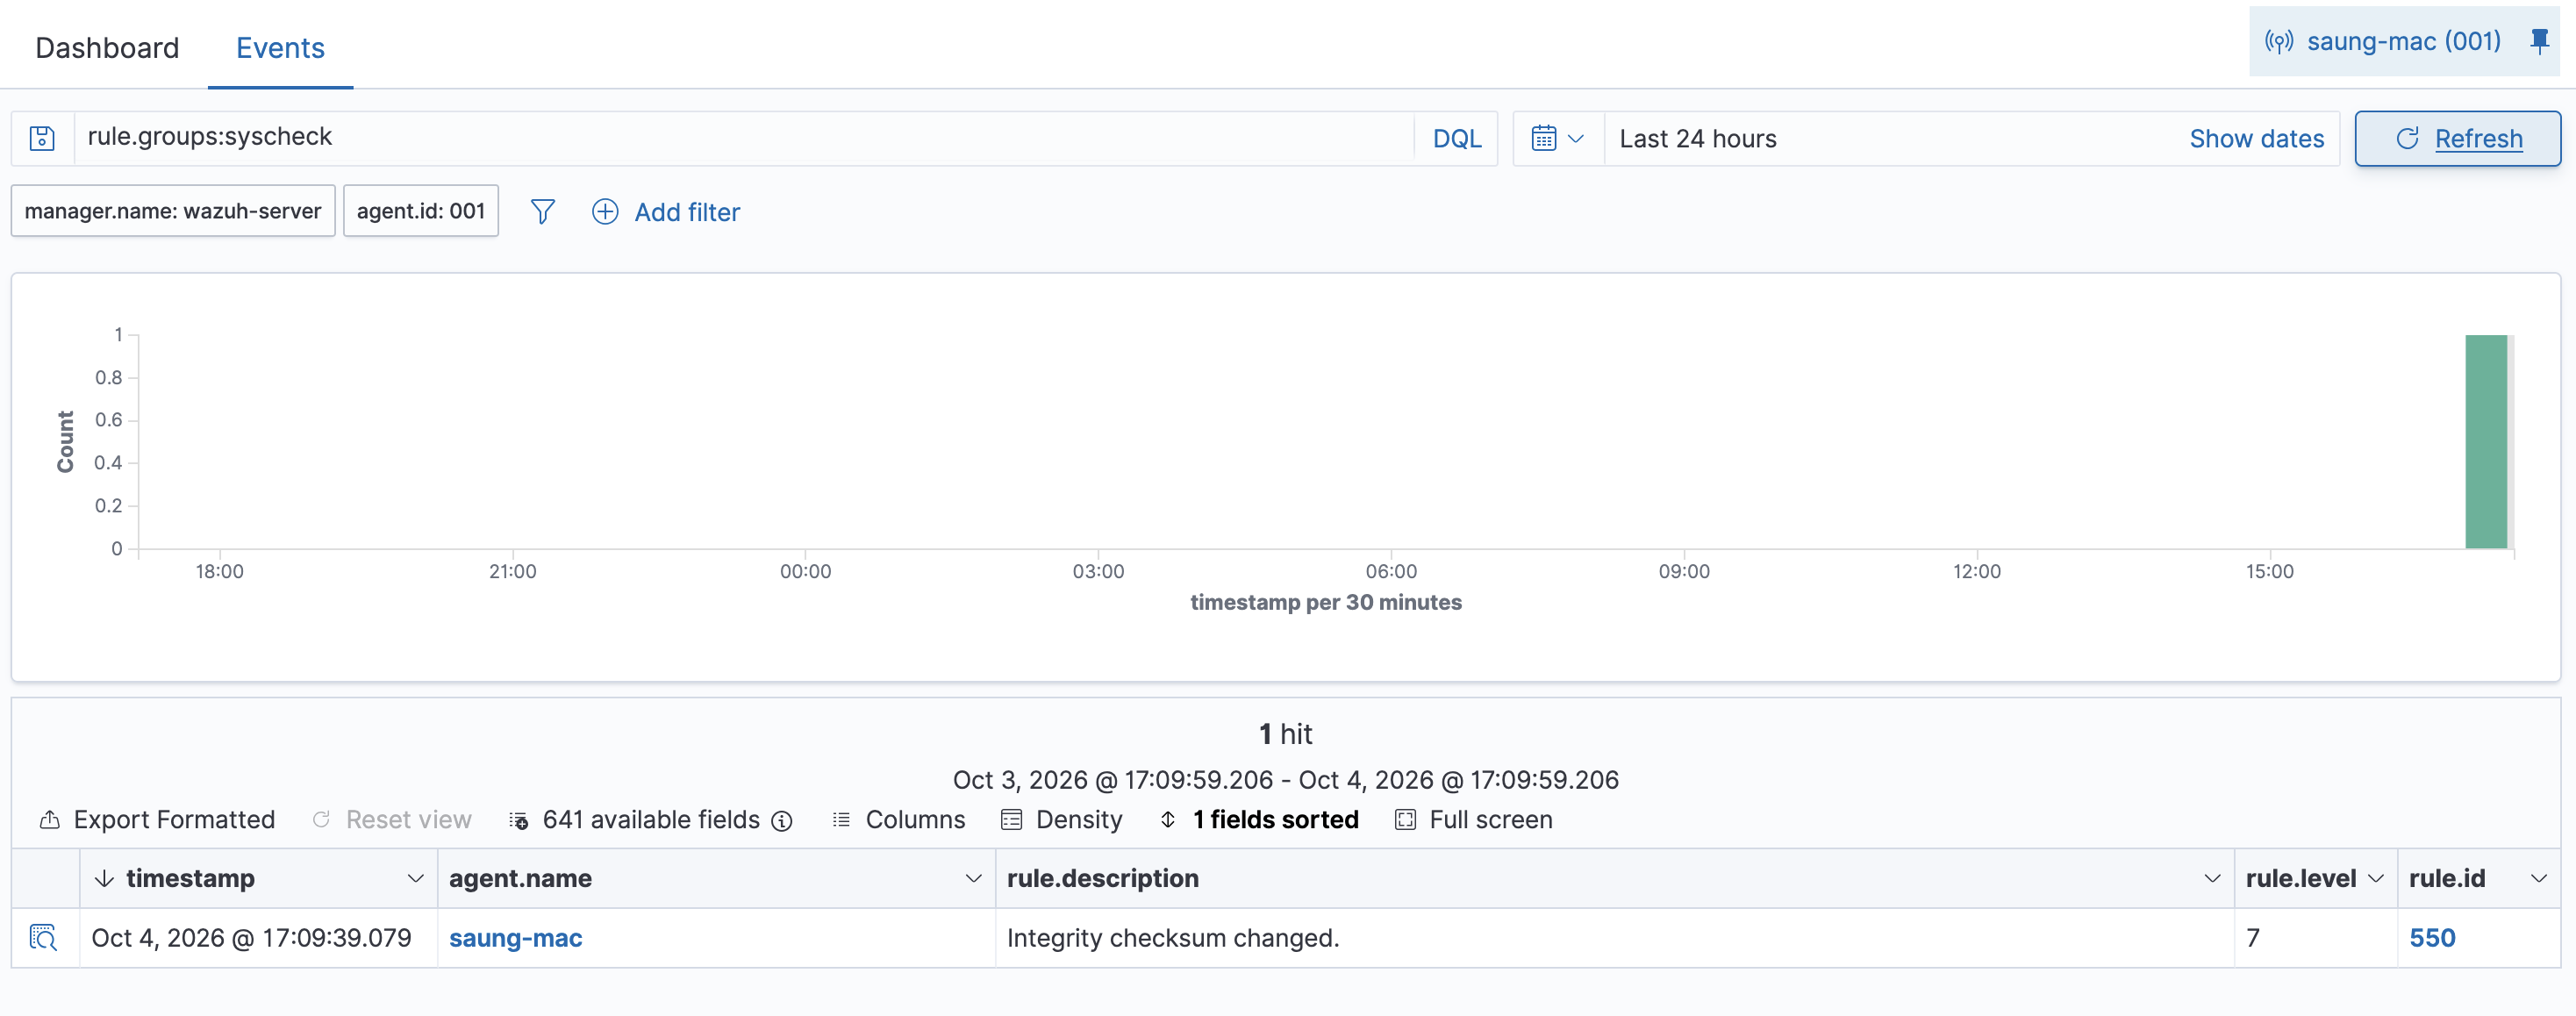 Dashboard Events saung-mac (001)
rule.groups:syscheck DQL Last 24 hours Show dates Refresh
manager.name: wazuh-server agent.id: 001 Add filter
1
0.8
0.6
0.4
0.2
0
Count
18:00 21:00 00:00 03:00 06:00 09:00 12:00 15:00
timestamp per 30 minutes
1 hit
Oct 3, 2026 @ 17:09:59.206 - Oct 4, 2026 @ 17:09:59.206
Export Formatted Reset view 641 available fields Columns Density 1 fields sorted Full screen
timestamp agent.name rule.description rule.level rule.id
Oct 4, 2026 @ 17:09:39.079 saung-mac Integrity checksum changed. 7 550